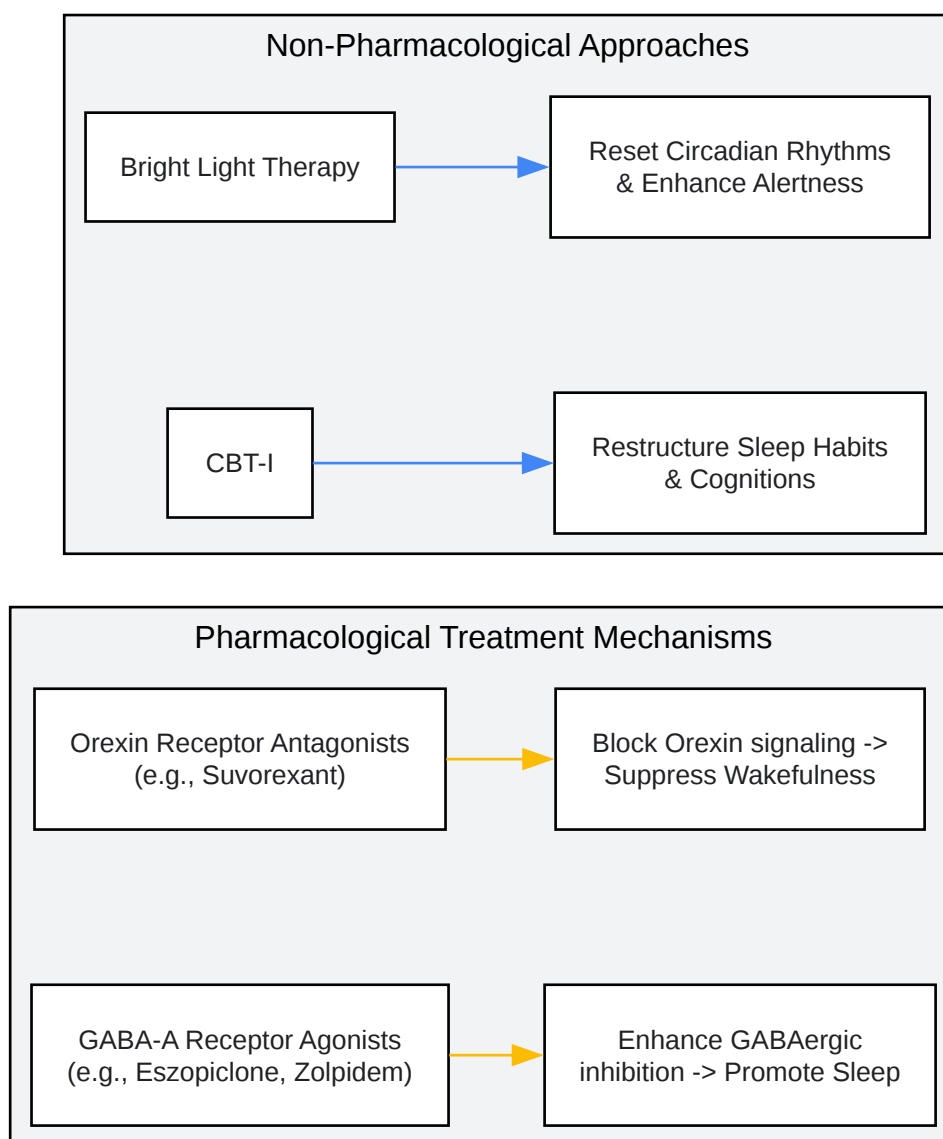 Non-Pharmacological Approaches
Bright Light Therapy
Reset Circadian Rhythms
& Enhance Alertness
CBT-I
Restructure Sleep Habits
& Cognitions
Pharmacological Treatment Mechanisms
Orexin Receptor Antagonists
(e.g., Suvorexant)
Block Orexin signaling ->
Suppress Wakefulness
GABA-A Receptor Agonists
(e.g., Eszopiclone, Zolpidem)
Enhance GABAergic
inhibition -> Promote Sleep